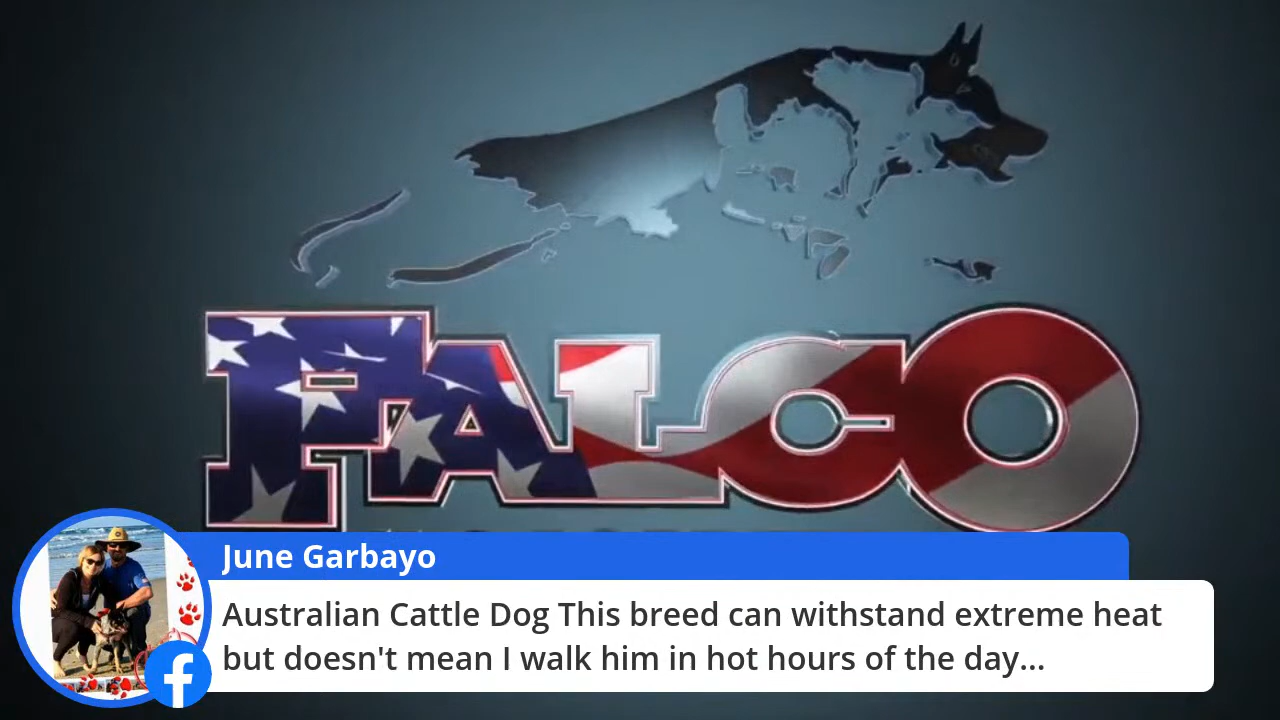 FALCO
June Garbayo
Australian Cattle Dog This breed can withstand extreme heat
but doesn't mean I walk him in hot hours of the day...